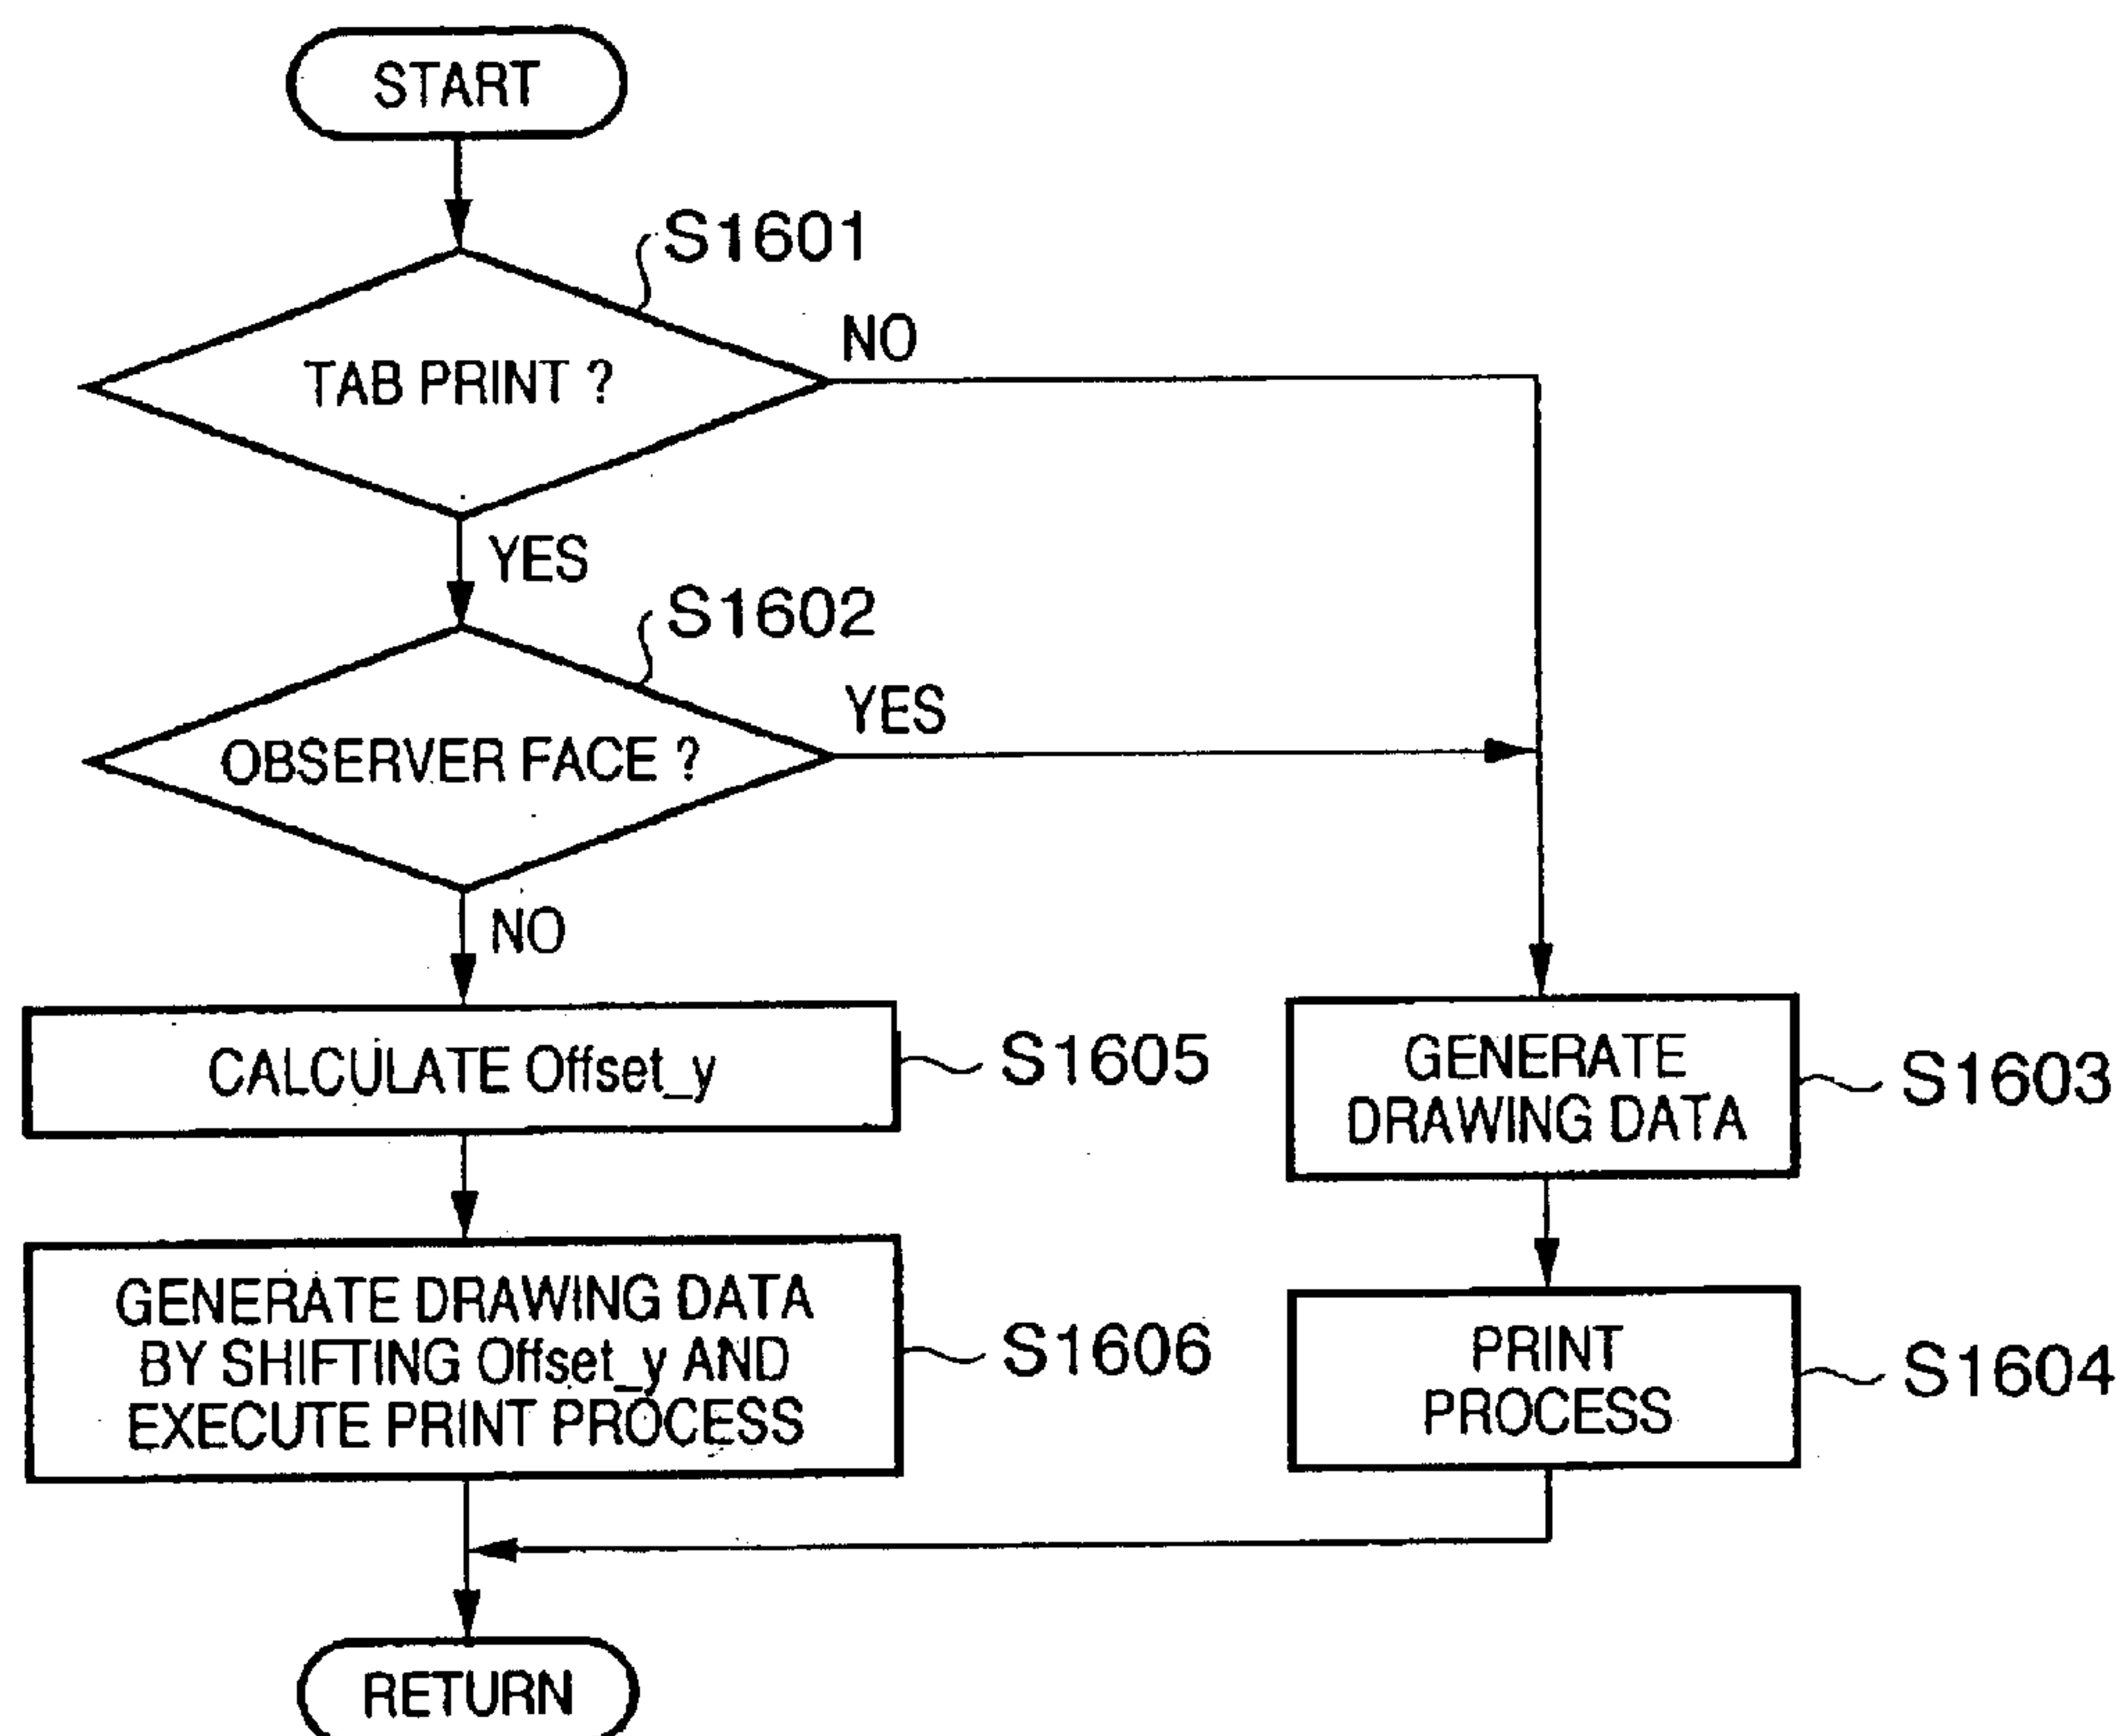 START
S1601
NO
TAB PRINT ?
YES
S1602
YES
OBSERVER FACE ?
NO
CALCULATE Offset_y
S1605
GENERATE
DRAWING DATA
S1603
GENERATE DRAWING DATA
BY SHIFTING Offset_y AND
EXECUTE PRINT PROCESS
S1606
PRINT
PROCESS
S1604
RETURN